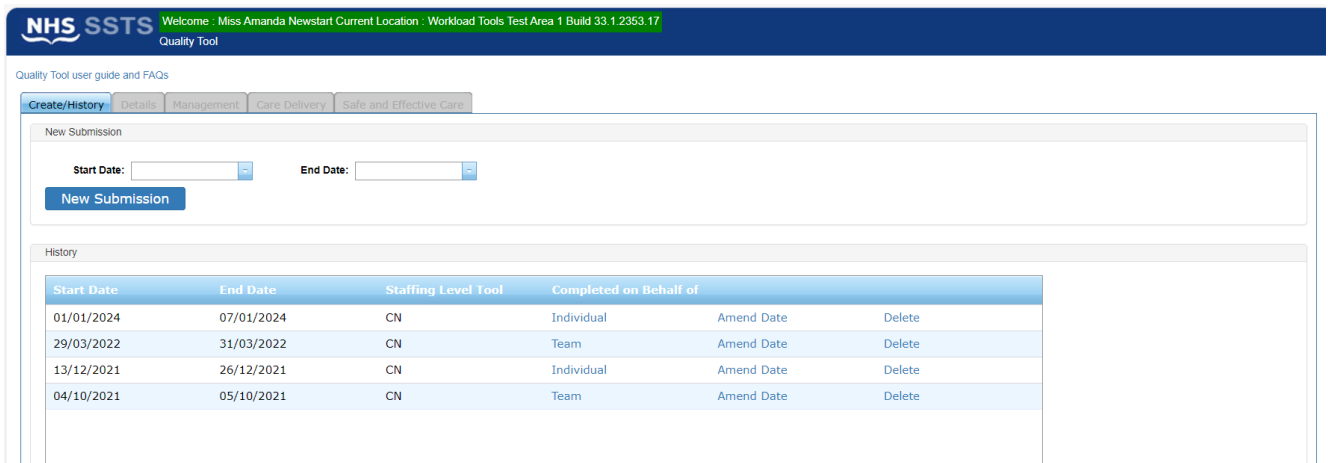 NHS SSTS Welcome : Miss Amanda Newstart Current Location : Workload Tools Test Area 1 Build 33.1.2353.17
Quality Tool
Quality Tool user guide and FAQs
Create/History Details Management Care Delivery Safe and Effective Care
New Submission
Start Date: End Date:
New Submission
History
Start Date End Date Staffing Level Tool Completed on Behalf of
01/01/2024 07/01/2024 CN Individual Amend Date Delete
29/03/2022 31/03/2022 CN Team Amend Date Delete
13/12/2021 26/12/2021 CN Individual Amend Date Delete
04/10/2021 05/10/2021 CN Team Amend Date Delete